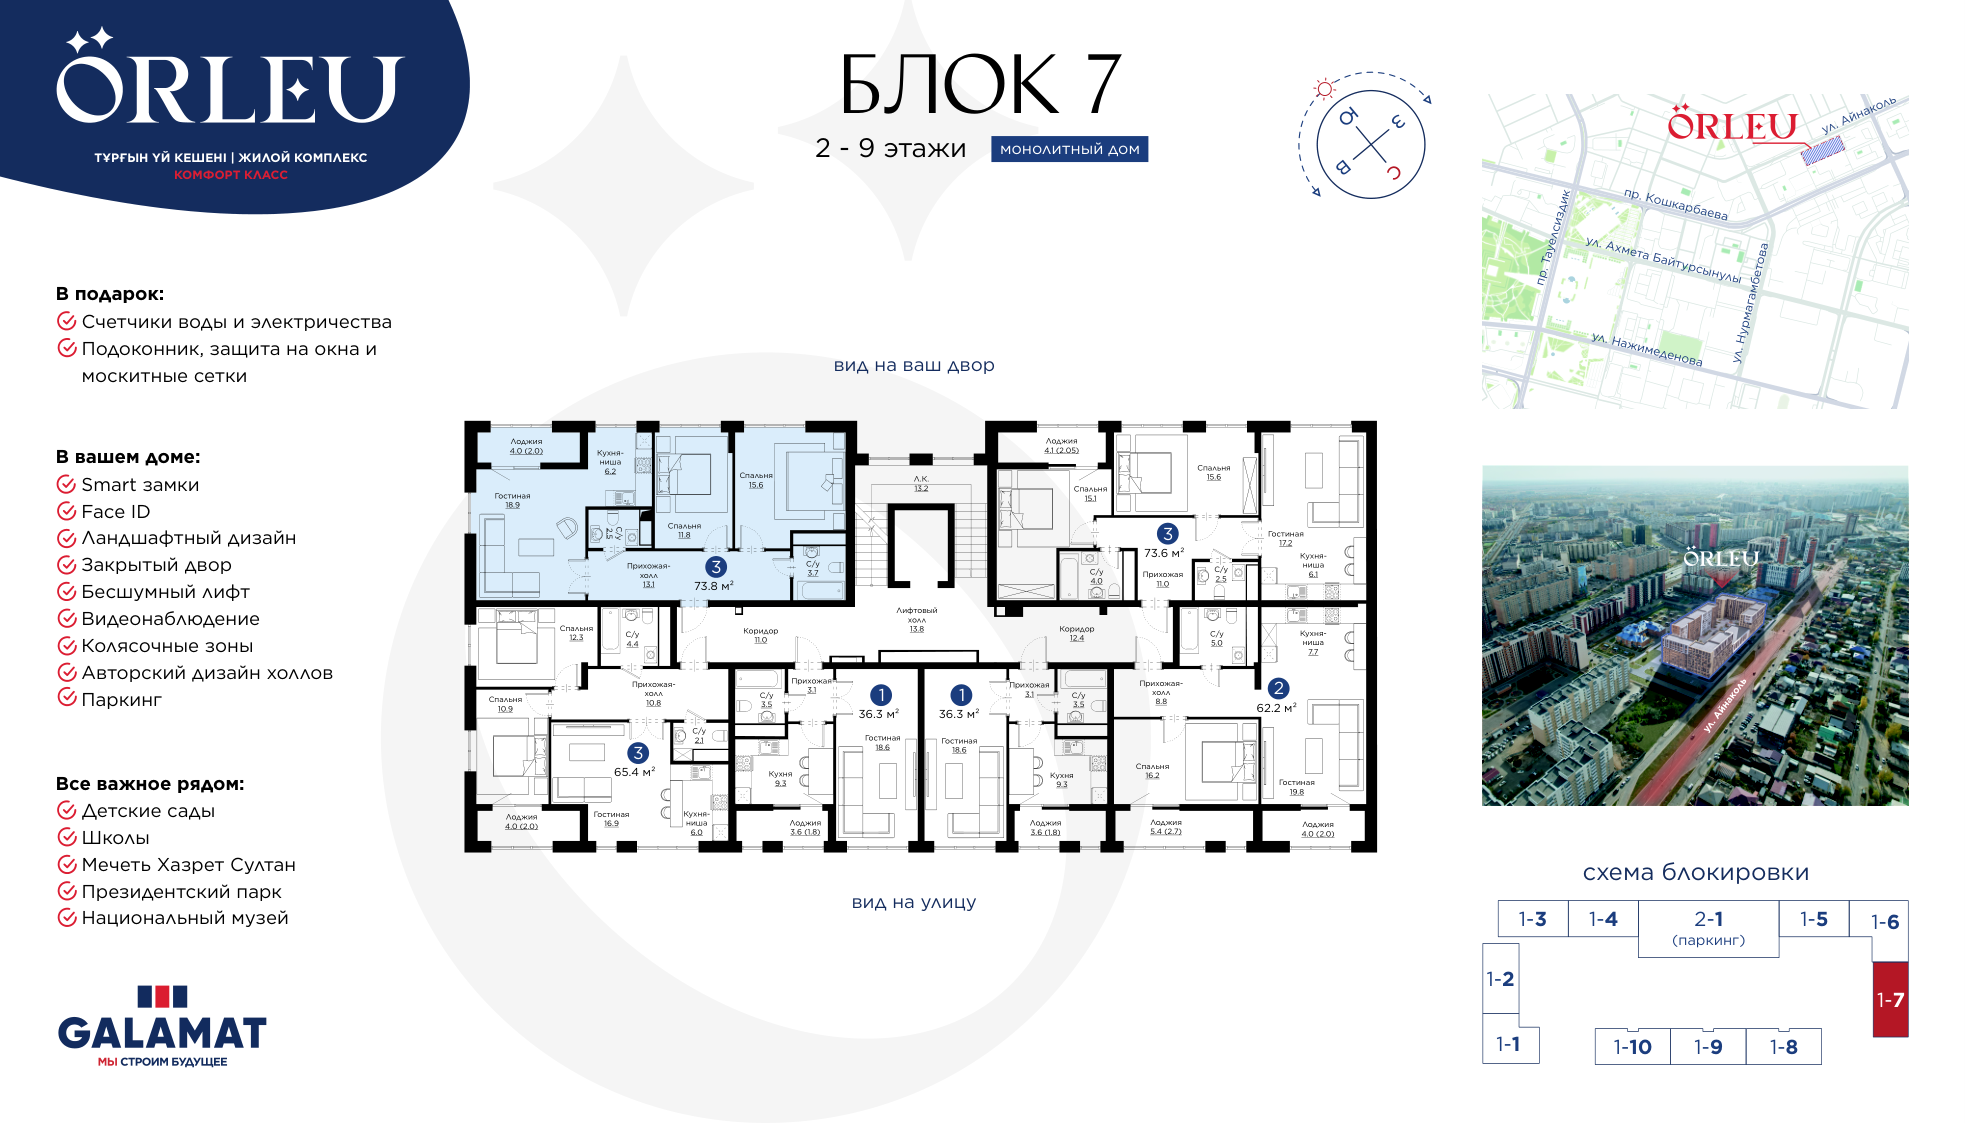 ÖRLEU
ТҰРҒЫН ҮЙ КЕШЕНІ | ЖИЛОЙ КОМПЛЕКС
КОМФОРТ КЛАСС
БЛОК 7
2 - 9 этажи
МОНОЛИТНЫЙ ДОМ
Ю
З
В
С
ÖRLEU
ул. Айнаколь
пр. Кошкарбаева
пр. Тауелсиздик
ул. Ахмета Байтурсынулы
ул. Нурмагамбетова
ул. Нажимеденова
В подарок:
Счетчики воды и электричества
Подоконник, защита на окна и
москитные сетки
В вашем доме:
Smart замки
Face ID
Ландшафтный дизайн
Закрытый двор
Бесшумный лифт
Видеонаблюдение
Колясочные зоны
Авторский дизайн холлов
Паркинг
Все важное рядом:
Детские сады
Школы
Мечеть Хазрет Султан
Президентский парк
Национальный музей
GALAMAT
МЫ СТРОИМ БУДУЩЕЕ
вид на ваш двор
Лоджия
4.0 (2.0)
Кухня-
ниша
6.2
Гостиная
18.9
С/у
2.5
Спальня
11.8
Спальня
15.6
Прихожая-
холл
13.1
3
73.8 м²
С/у
3.7
Л.К.
13.2
Лифтовый
холл
13.8
Лоджия
4.1 (2.05)
Спальня
15.1
Спальня
15.6
3
73.6 м²
С/у
4.0
Прихожая
11.0
С/у
2.5
Гостиная
17.2
Кухня-
ниша
6.1
Спальня
12.3
С/у
4.4
Коридор
11.0
Коридор
12.4
С/у
5.0
Кухня-
ниша
7.7
Спальня
10.9
Прихожая-
холл
10.8
С/у
2.1
3
65.4 м²
Гостиная
16.9
Кухня-
ниша
6.0
Лоджия
4.0 (2.0)
С/у
3.5
Прихожая
3.1
1
36.3 м²
Гостиная
18.6
Кухня
9.3
Лоджия
3.6 (1.8)
1
36.3 м²
Гостиная
18.6
Прихожая
3.1
С/у
3.5
Кухня
9.3
Лоджия
3.6 (1.8)
Прихожая-
холл
8.8
2
62.2 м²
Спальня
16.2
Гостиная
19.8
Лоджия
5.4 (2.7)
Лоджия
4.0 (2.0)
вид на улицу
ÖRLEU
ул. Айнаколь
схема блокировки
1-3
1-4
2-1
(паркинг)
1-5
1-6
1-2
1-7
1-1
1-10
1-9
1-8